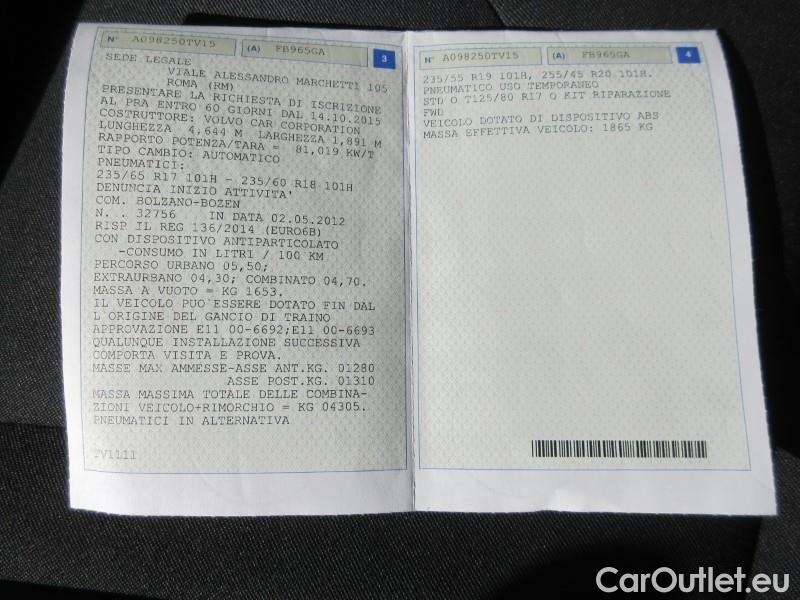 N° A098250TV15 (A) FB965GA 3
SEDE LEGALE
VIALE ALESSANDRO MARCHETTI 105
ROMA (RM)
PRESENTARE LA RICHIESTA DI ISCRIZIONE
AL PRA ENTRO 60 GIORNI DAL 14.10.2015
COSTRUTTORE: VOLVO CAR CORPORATION
LUNGHEZZA 4,644 M LARGHEZZA 1,891 M
RAPPORTO POTENZA/TARA = 81,019 KW/T
TIPO CAMBIO: AUTOMATICO
PNEUMATICI:
235/65 R17 101H - 235/60 R18 101H
DENUNCIA INIZIO ATTIVITA'
COM. BOLZANO-BOZEN
N. . 32756 IN DATA 02.05.2012
RISP IL REG 136/2014 (EURO6B)
CON DISPOSITIVO ANTIPARTICOLATO
-CONSUMO IN LITRI / 100 KM
PERCORSO URBANO 05,50;
EXTRAURBANO 04,30; COMBINATO 04,70.
MASSA A VUOTO = KG 1653.
IL VEICOLO PUO'ESSERE DOTATO FIN DAL
L'ORIGINE DEL GANCIO DI TRAINO
APPROVAZIONE E11 00-6692;E11 00-6693
QUALUNQUE INSTALLAZIONE SUCCESSIVA
COMPORTA VISITA E PROVA.
MASSE MAX AMMESSE-ASSE ANT.KG. 01280
ASSE POST.KG. 01310
MASSA MASSIMA TOTALE DELLE COMBINA-
ZIONI VEICOLO+RIMORCHIO = KG 04305.
PNEUMATICI IN ALTERNATIVA
TV1111
N° A098250TV15 (A) FB965GA 4
235/55 R19 101H, 255/45 R20 101H.
PNEUMATICO USO TEMPORANEO
STD O T125/80 R17 O KIT RIPARAZIONE
FWD
VEICOLO DOTATO DI DISPOSITIVO ABS
MASSA EFFETTIVA VEICOLO: 1865 KG
CarOutlet.eu